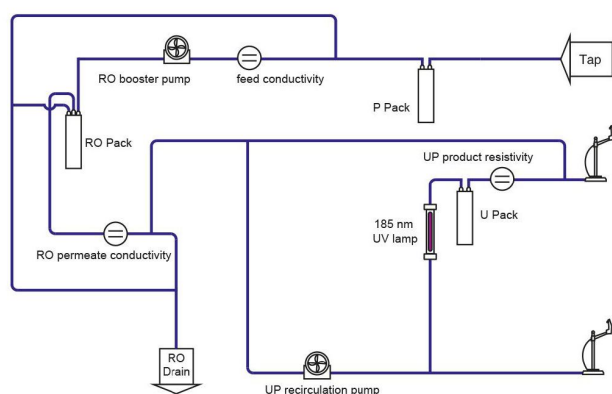 Tap
RO booster pump
feed conductivity
P Pack
RO Pack
UP product resistivity
185 nm
UV lamp
U Pack
RO permeate conductivity
RO
Drain
UP recirculation pump